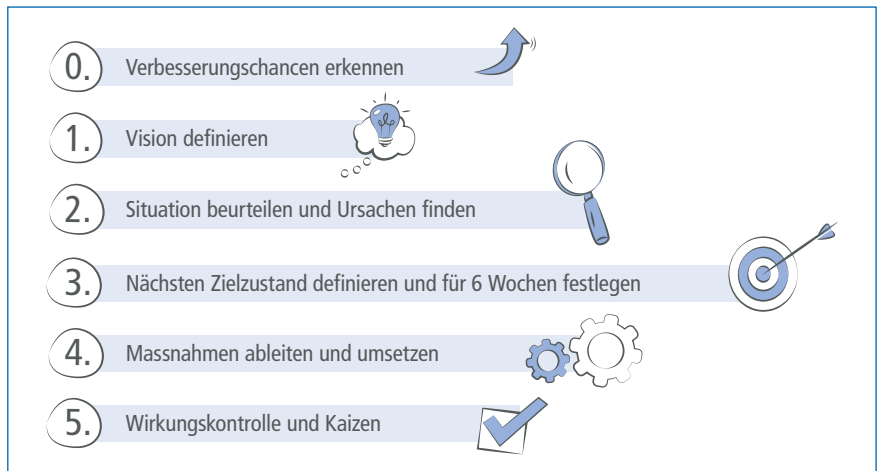 0. Verbesserungschancen erkennen
1. Vision definieren
2. Situation beurteilen und Ursachen finden
3. Nächsten Zielzustand definieren und für 6 Wochen festlegen
4. Massnahmen ableiten und umsetzen
5. Wirkungskontrolle und Kaizen